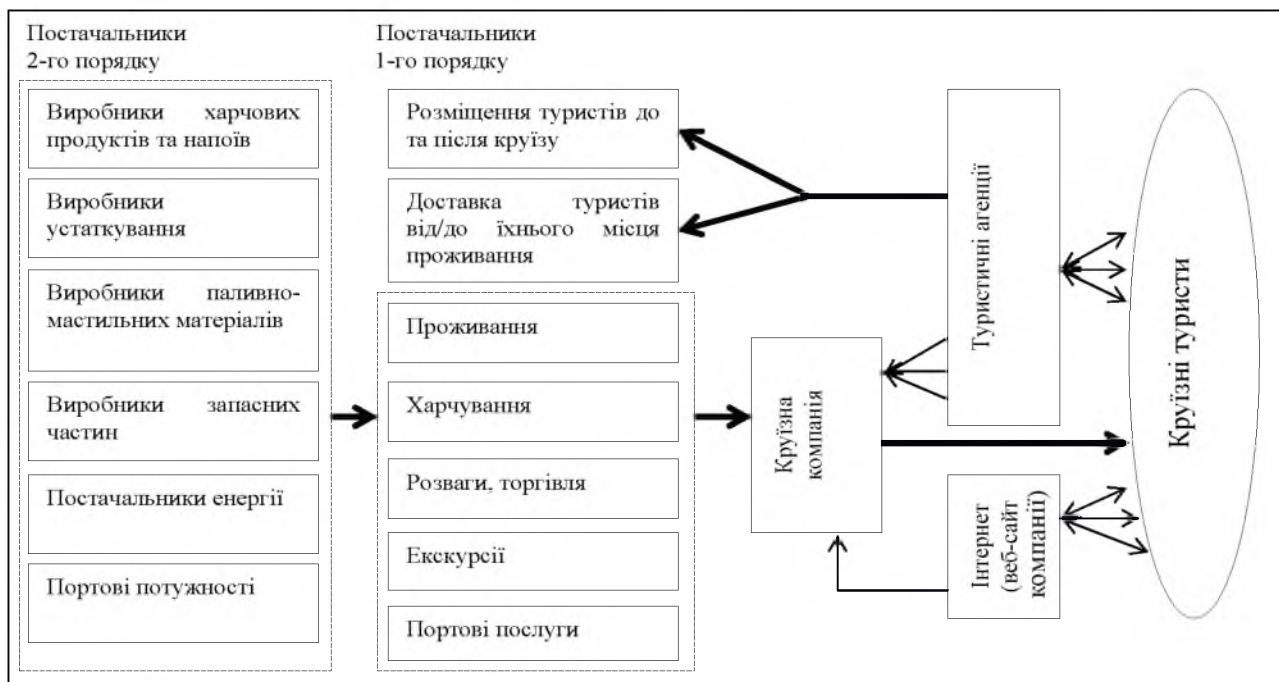 Постачальники
2-го порядку
Виробники харчових
продуктів та напоїв
Виробники
устаткування
Виробники паливно-
мастильних матеріалів
Виробники запасних
частин
Постачальники енергії
Портові потужності
Постачальники
1-го порядку
Розміщення туристів до
та після круїзу
Доставка туристів
від/до їхнього місця
проживання
Проживання
Харчування
Розваги, торгівля
Екскурсії
Портові послуги
Круїзна
компанія
Туристичні агенції
Інтернет
(веб-сайт
компанії)
Круїзні туристи